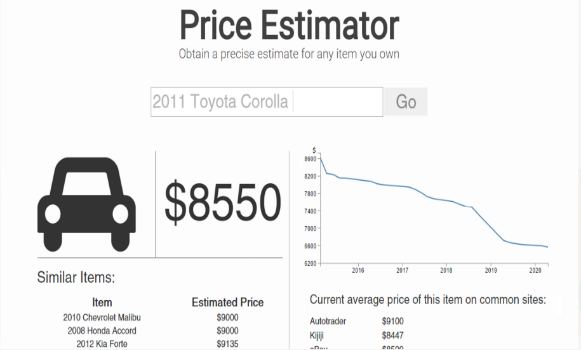 Price Estimator
Obtain a precise estimate for any item you own
2011 Toyota Corolla
Go
$8550
$
8600
8200
7800
7400
7000
6600
6200
2016 2017 2018 2019 2020
Similar Items:
Item Estimated Price
2010 Chevrolet Malibu $9000
2008 Honda Accord $9000
2012 Kia Forte $9135
Current average price of this item on common sites:
Autotrader $9100
Kijiji $8447
eBay $8500